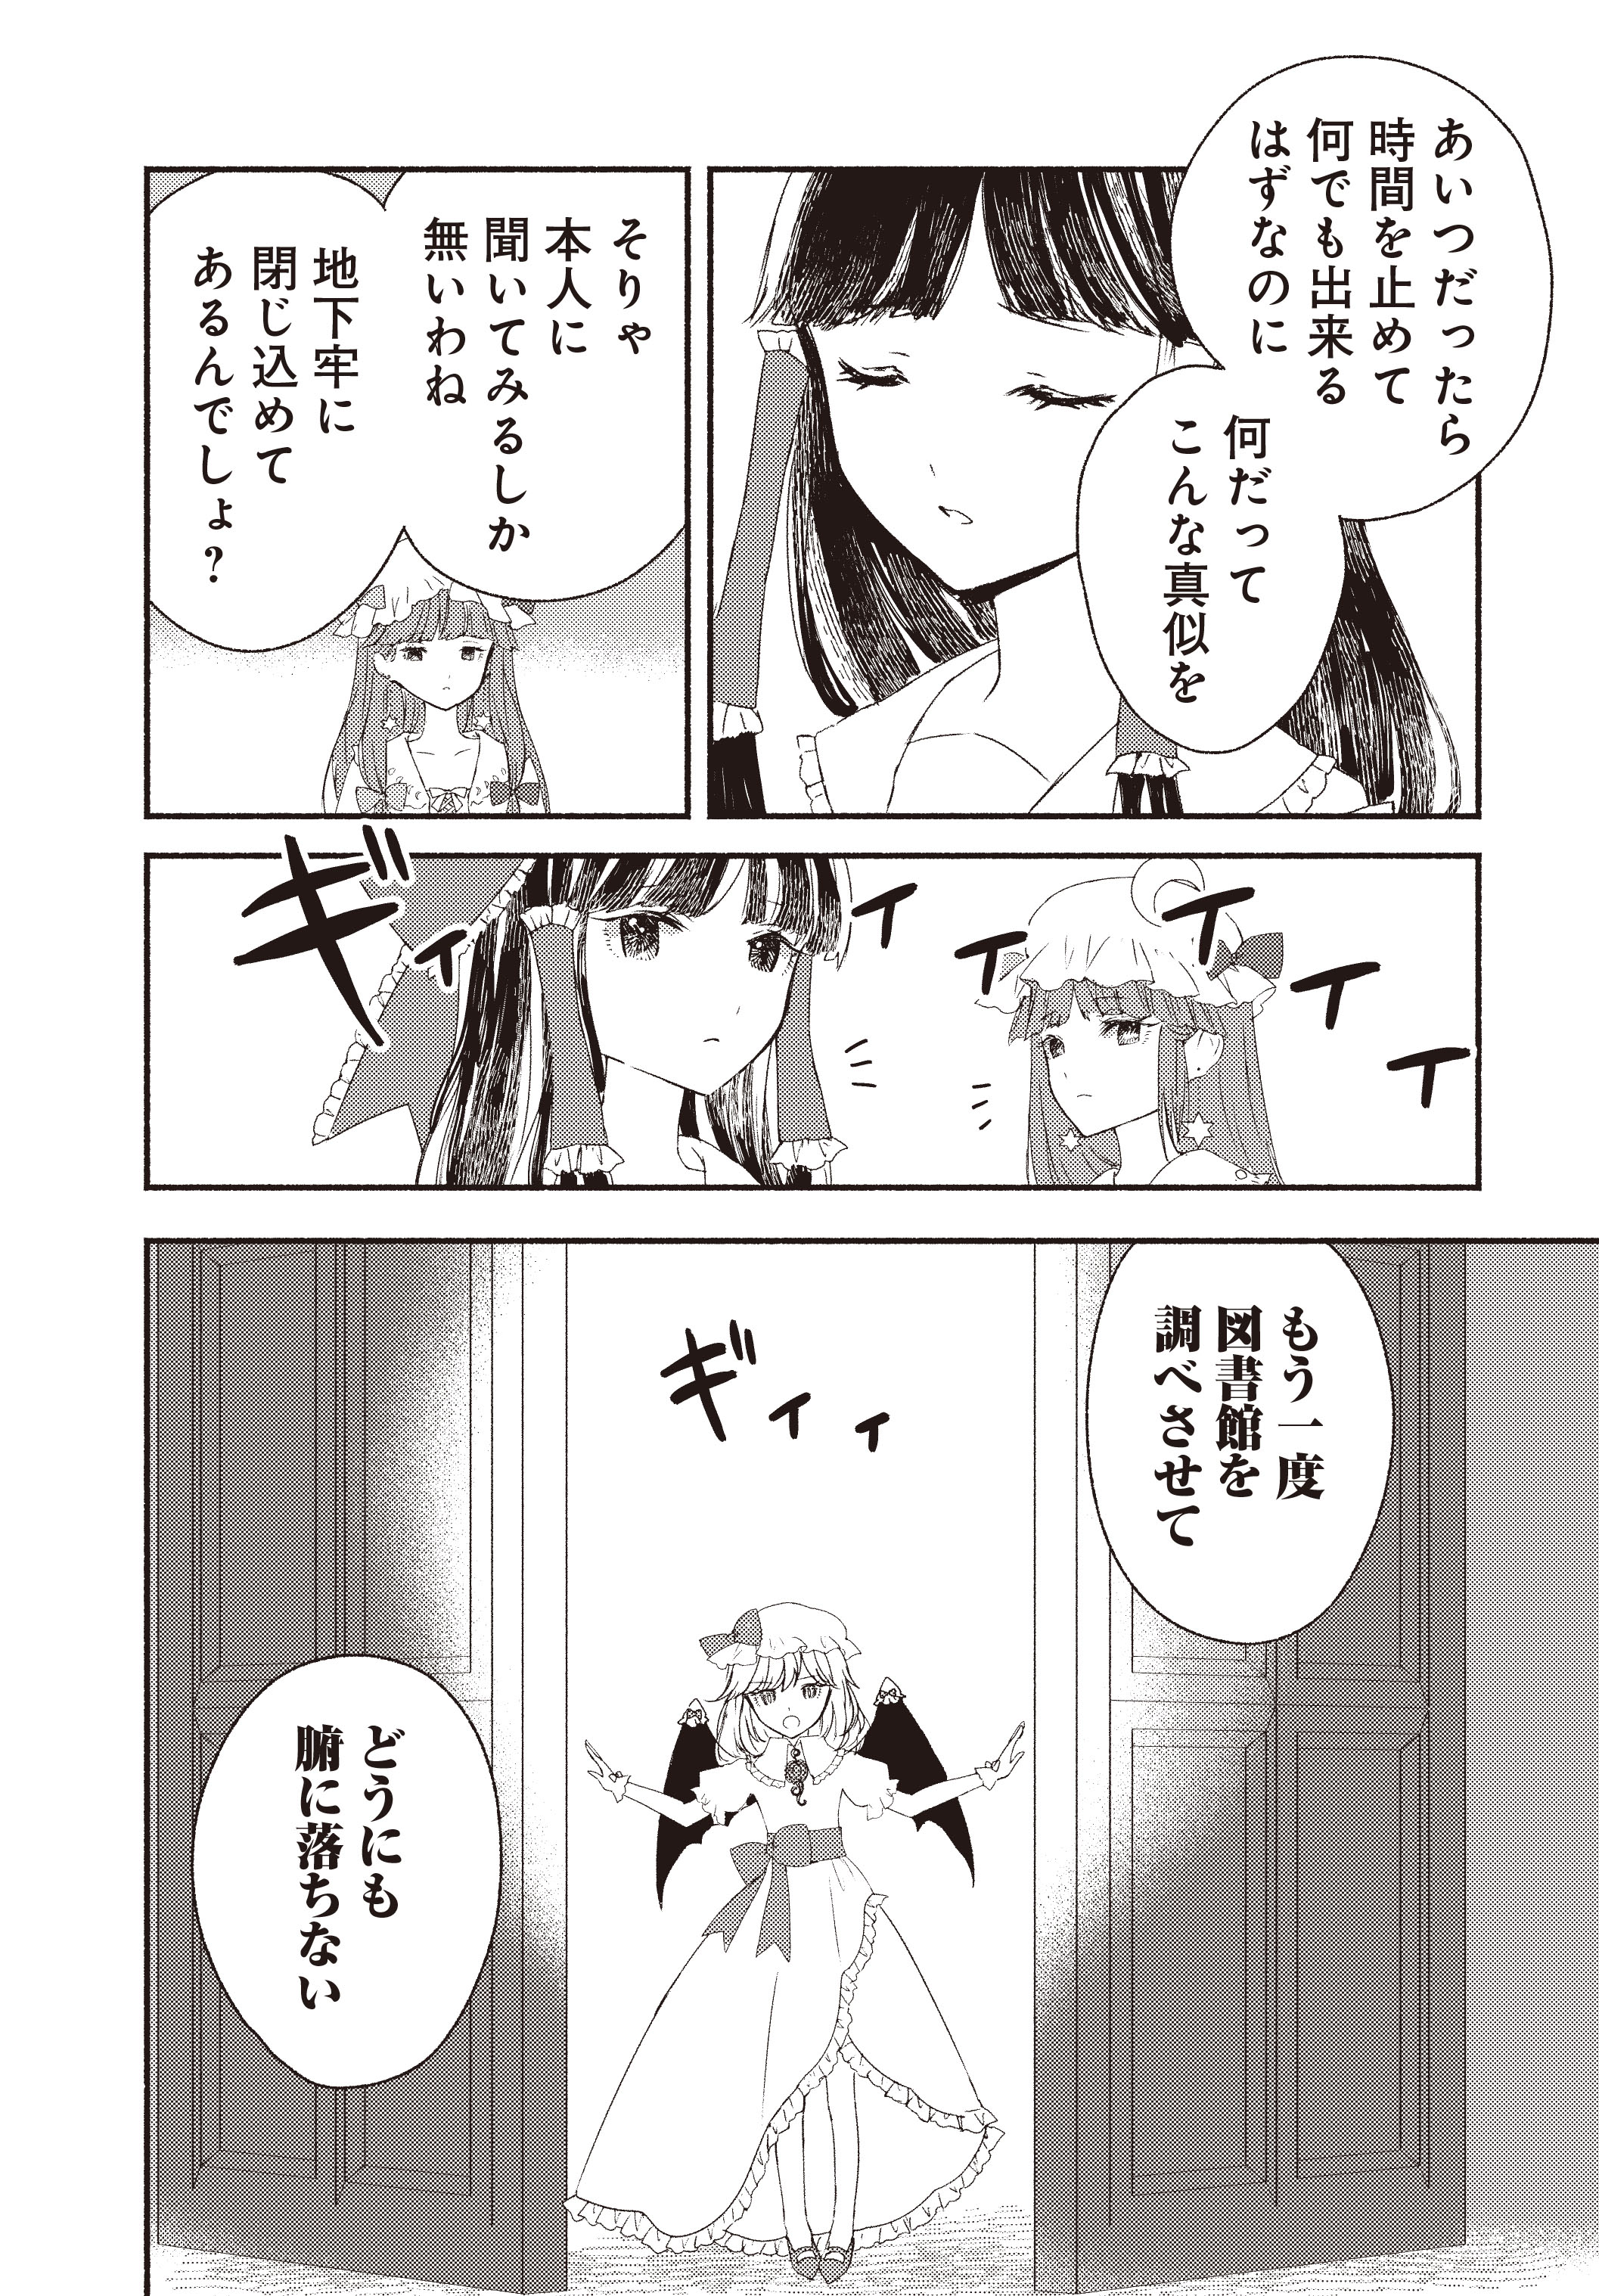 あいつだったら
時間を止めて
何でも出来る
はずなのに
何だって
こんな真似を
そりゃ
本人に
聞いてみるしか
無いわね
地下牢に
閉じ込めて
あるんでしょ？
ギィィィィィィ
もう一度
図書館を
調べさせて
ギィィ
どうにも
腑に落ちない